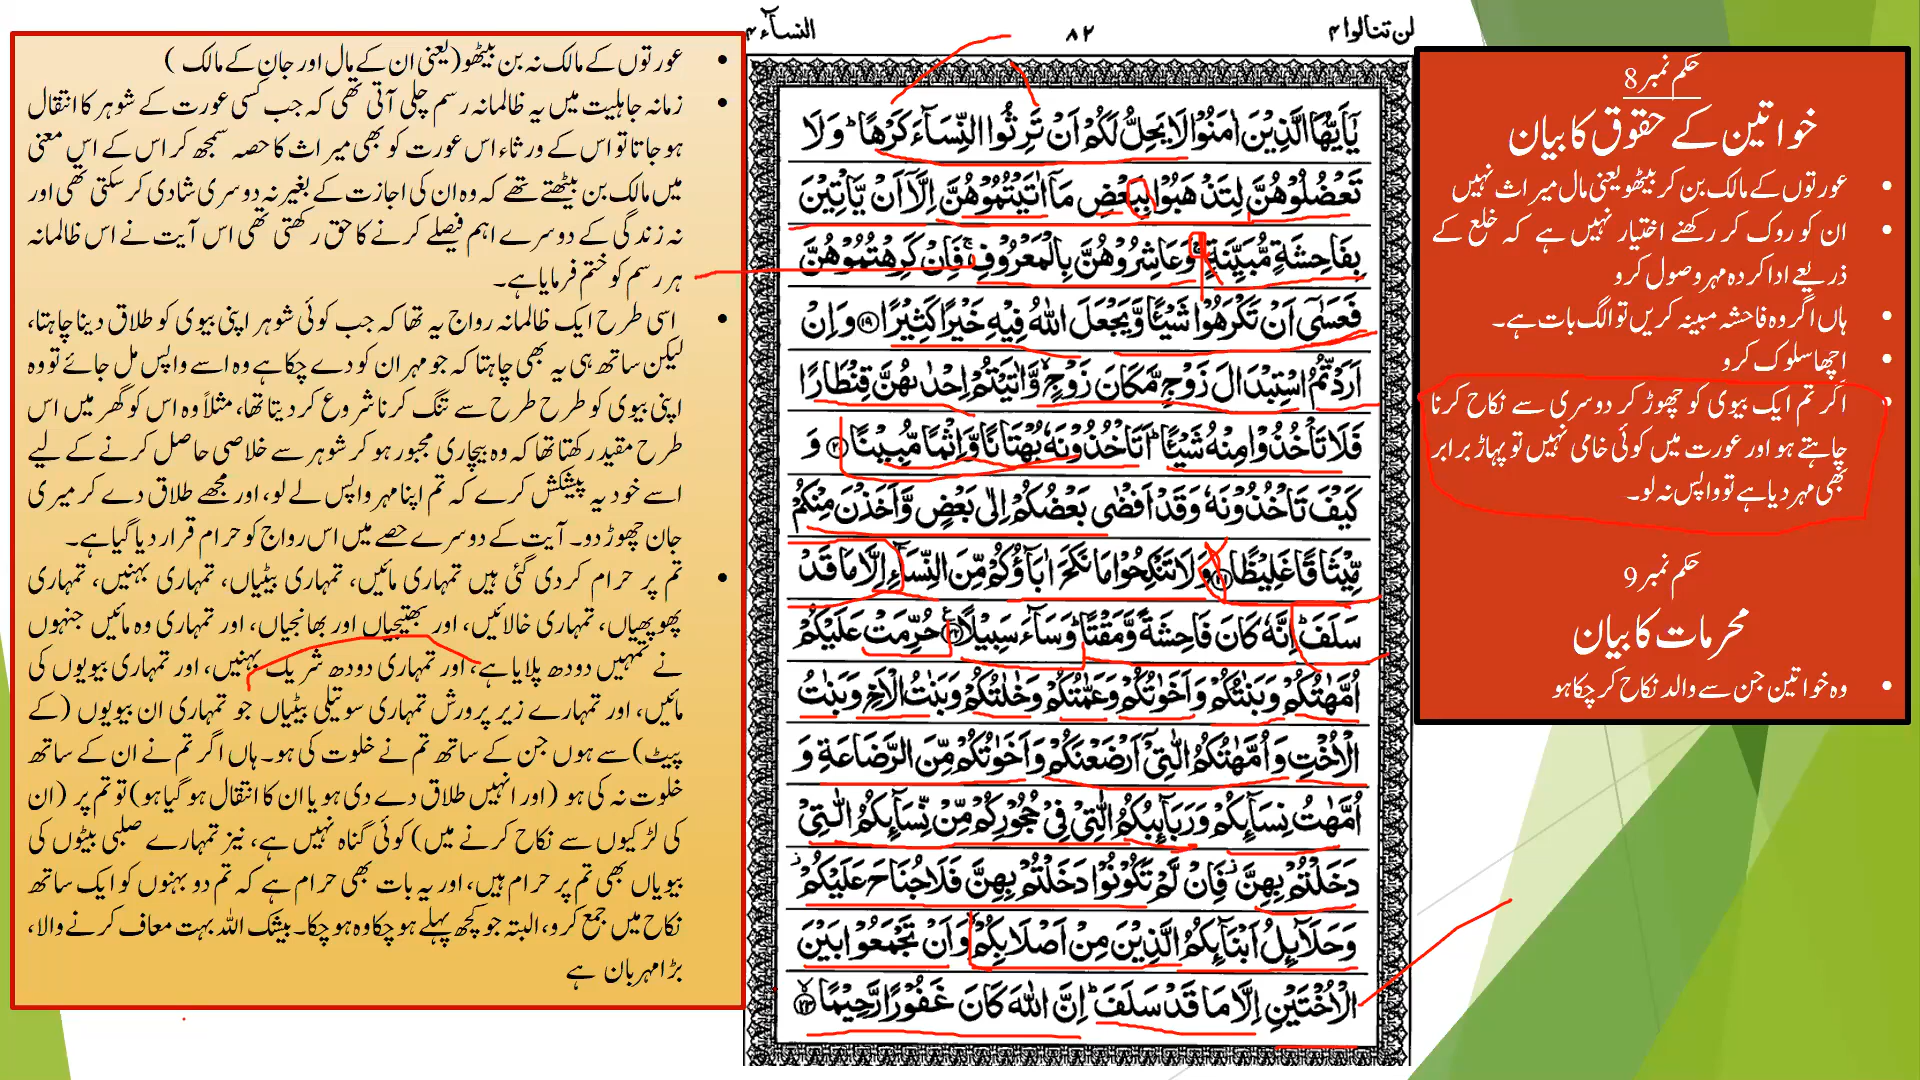 لن تنالوا ۴
۸۲
النسآء ۴
حکم نمبر 8
خواتین کے حقوق کا بیان
• عورتوں کے مالک بن کر بیٹھو یعنی مال میراث نہیں
• ان کو روک کر رکھنے اختیار نہیں ہے کہ خلع کے
ذریعے ادا کردہ مہر وصول کرو
• ہاں اگر وہ فاحشہ مبینہ کریں تو الگ بات ہے۔
• اچھا سلوک کرو
• اگر تم ایک بیوی کو چھوڑ کر دوسری سے نکاح کرنا
چاہتے ہو اور عورت میں کوئی خامی نہیں تو پہاڑ برابر
بھی مہر دیا ہے تو واپس نہ لو۔
حکم نمبر 9
محرمات کا بیان
• وہ خواتین جن سے والد نکاح کرچکا ہو
يٰٓاَيُّهَا الَّذِيْنَ اٰمَنُوْا لَا يَحِلُّ لَكُمْ اَنْ تَرِثُوا النِّسَآءَ كَرْهًا ؕ وَلَا
تَعْضُلُوْهُنَّ لِتَذْهَبُوْا بِبَعْضِ مَاۤ اٰتَيْتُمُوْهُنَّ اِلَّاۤ اَنْ يَّاْتِيْنَ
بِفَاحِشَةٍ مُّبَيِّنَةٍ ۚ وَعَاشِرُوْهُنَّ بِالْمَعْرُوْفِ ۚ فَاِنْ كَرِهْتُمُوْهُنَّ
فَعَسٰۤى اَنْ تَكْرَهُوْا شَيْـًٔا وَّيَجْعَلَ اللّٰهُ فِيْهِ خَيْرًا كَثِيْرًا ﴿۱۹﴾ وَاِنْ
اَرَدْتُّمُ اسْتِبْدَالَ زَوْجٍ مَّكَانَ زَوْجٍ ۙ وَّاٰتَيْتُمْ اِحْدٰىهُنَّ قِنْطَارًا
فَلَا تَاْخُذُوْا مِنْهُ شَيْـًٔا ؕ اَتَاْخُذُوْنَهٗ بُهْتَانًا وَّاِثْمًا مُّبِيْنًا ﴿۲۰﴾ وَ
كَيْفَ تَاْخُذُوْنَهٗ وَقَدْ اَفْضٰى بَعْضُكُمْ اِلٰى بَعْضٍ وَّاَخَذْنَ مِنْكُمْ
مِّيْثَاقًا غَلِيْظًا ﴿۲۱﴾ وَلَا تَنْكِحُوْا مَا نَكَحَ اٰبَآؤُكُمْ مِّنَ النِّسَآءِ اِلَّا مَا قَدْ
سَلَفَ ؕ اِنَّهٗ كَانَ فَاحِشَةً وَّمَقْتًا ؕ وَسَآءَ سَبِيْلًا ﴿۲۲﴾ حُرِّمَتْ عَلَيْكُمْ
اُمَّهٰتُكُمْ وَبَنٰتُكُمْ وَاَخَوٰتُكُمْ وَعَمّٰتُكُمْ وَخٰلٰتُكُمْ وَبَنٰتُ الْاَخِ وَبَنٰتُ
الْاُخْتِ وَاُمَّهٰتُكُمُ الّٰتِيْۤ اَرْضَعْنَكُمْ وَاَخَوٰتُكُمْ مِّنَ الرَّضَاعَةِ وَ
اُمَّهٰتُ نِسَآئِكُمْ وَرَبَآئِبُكُمُ الّٰتِيْ فِيْ حُجُوْرِكُمْ مِّنْ نِّسَآئِكُمُ الّٰتِيْ
دَخَلْتُمْ بِهِنَّ ۫ فَاِنْ لَّمْ تَكُوْنُوْا دَخَلْتُمْ بِهِنَّ فَلَا جُنَاحَ عَلَيْكُمْ ۫
وَحَلَآئِلُ اَبْنَآئِكُمُ الَّذِيْنَ مِنْ اَصْلَابِكُمْ ۙ وَاَنْ تَجْمَعُوْا بَيْنَ
الْاُخْتَيْنِ اِلَّا مَا قَدْ سَلَفَ ؕ اِنَّ اللّٰهَ كَانَ غَفُوْرًا رَّحِيْمًا ﴿۲۳﴾
• عورتوں کے مالک نہ بن بیٹھو (یعنی ان کے مال اور جان کے مالک )
• زمانہ جاہلیت میں یہ ظالمانہ رسم چلی آتی تھی کہ جب کسی عورت کے شوہر کا انتقال
ہوجاتا تو اس کے ورثاء اس عورت کو بھی میراث کا حصہ سمجھ کر اس کے اس معنی
میں مالک بن بیٹھتے تھے کہ وہ ان کی اجازت کے بغیر نہ دوسری شادی کرسکتی تھی اور
نہ زندگی کے دوسرے اہم فیصلے کرنے کا حق رکھتی تھی اس آیت نے اس ظالمانہ
ہر رسم کو ختم فرمایا ہے۔
• اسی طرح ایک ظالمانہ رواج یہ تھا کہ جب کوئی شوہر اپنی بیوی کو طلاق دینا چاہتا،
لیکن ساتھ ہی یہ بھی چاہتا کہ جو مہر ان کو دے چکا ہے وہ اسے واپس مل جائے تو وہ
اپنی بیوی کو طرح طرح سے تنگ کرنا شروع کردیتا تھا، مثلاً وہ اس کو گھر میں اس
طرح مقید رکھتا تھا کہ وہ بیچاری مجبور ہو کر شوہر سے خلاصی حاصل کرنے کے لیے
اسے خود یہ پیشکش کرے کہ تم اپنا مہر واپس لے لو، اور مجھے طلاق دے کر میری
جان چھوڑ دو۔ آیت کے دوسرے حصے میں اس رواج کو حرام قرار دیا گیا ہے۔
• تم پر حرام کردی گئی ہیں تمہاری مائیں، تمہاری بیٹیاں، تمہاری بہنیں، تمہاری
پھوپھیاں، تمہاری خالائیں، اور بھتیجیاں اور بھانجیاں، اور تمہاری وہ مائیں جنہوں
نے تمہیں دودھ پلایا ہے، اور تمہاری دودھ شریک بہنیں، اور تمہاری بیویوں کی
مائیں، اور تمہارے زیر پرورش تمہاری سوتیلی بیٹیاں جو تمہاری ان بیویوں (کے
پیٹ) سے ہوں جن کے ساتھ تم نے خلوت کی ہو۔ ہاں اگر تم نے ان کے ساتھ
خلوت نہ کی ہو (اور انہیں طلاق دے دی ہو یا ان کا انتقال ہوگیا ہو) تو تم پر (ان
کی لڑکیوں سے نکاح کرنے میں) کوئی گناہ نہیں ہے، نیز تمہارے صلبی بیٹوں کی
بیویاں بھی تم پر حرام ہیں، اور یہ بات بھی حرام ہے کہ تم دو بہنوں کو ایک ساتھ
نکاح میں جمع کرو، البتہ جو کچھ پہلے ہوچکا وہ ہوچکا۔ بیشک اللہ بہت معاف کرنے والا،
بڑا مہربان ہے